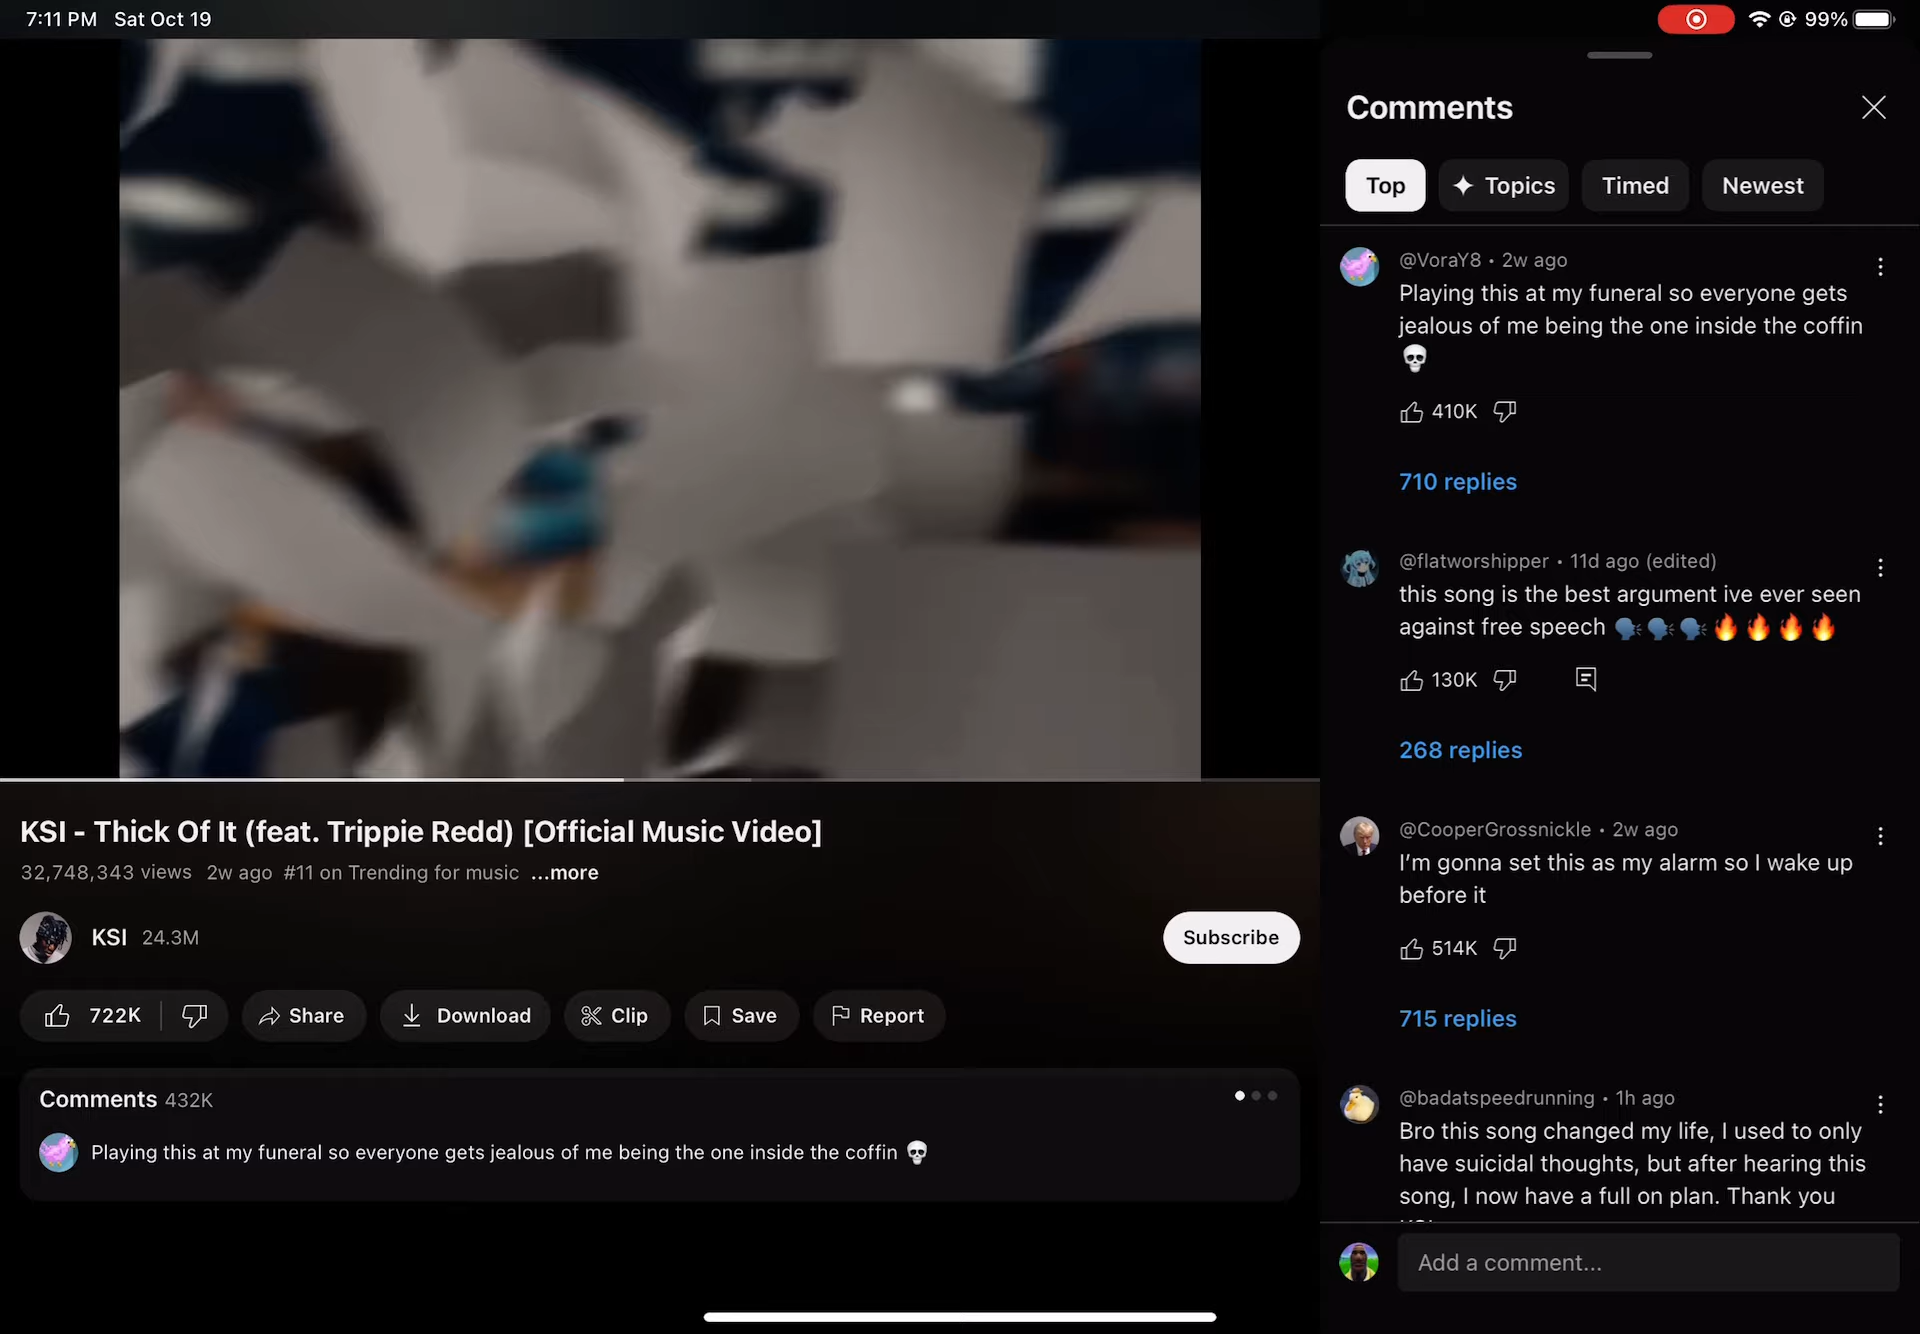 7:11 PM Sat Oct 19
99%
KSI - Thick Of It (feat. Trippie Redd) [Official Music Video]
32,748,343 views 2w ago #11 on Trending for music ...more
KSI 24.3M
Subscribe
722K
Share
Download
Clip
Save
Report
Comments 432K
Playing this at my funeral so everyone gets jealous of me being the one inside the coffin 💀
Comments
Top
Topics
Timed
Newest
@VoraY8 • 2w ago
Playing this at my funeral so everyone gets
jealous of me being the one inside the coffin
💀
410K
710 replies
@flatworshipper • 11d ago (edited)
this song is the best argument ive ever seen
against free speech 🗣️🗣️🗣️🔥🔥🔥🔥
130K
268 replies
@CooperGrossnickle • 2w ago
I'm gonna set this as my alarm so I wake up
before it
514K
715 replies
@badatspeedrunning • 1h ago
Bro this song changed my life, I used to only
have suicidal thoughts, but after hearing this
song, I now have a full on plan. Thank you
Add a comment...